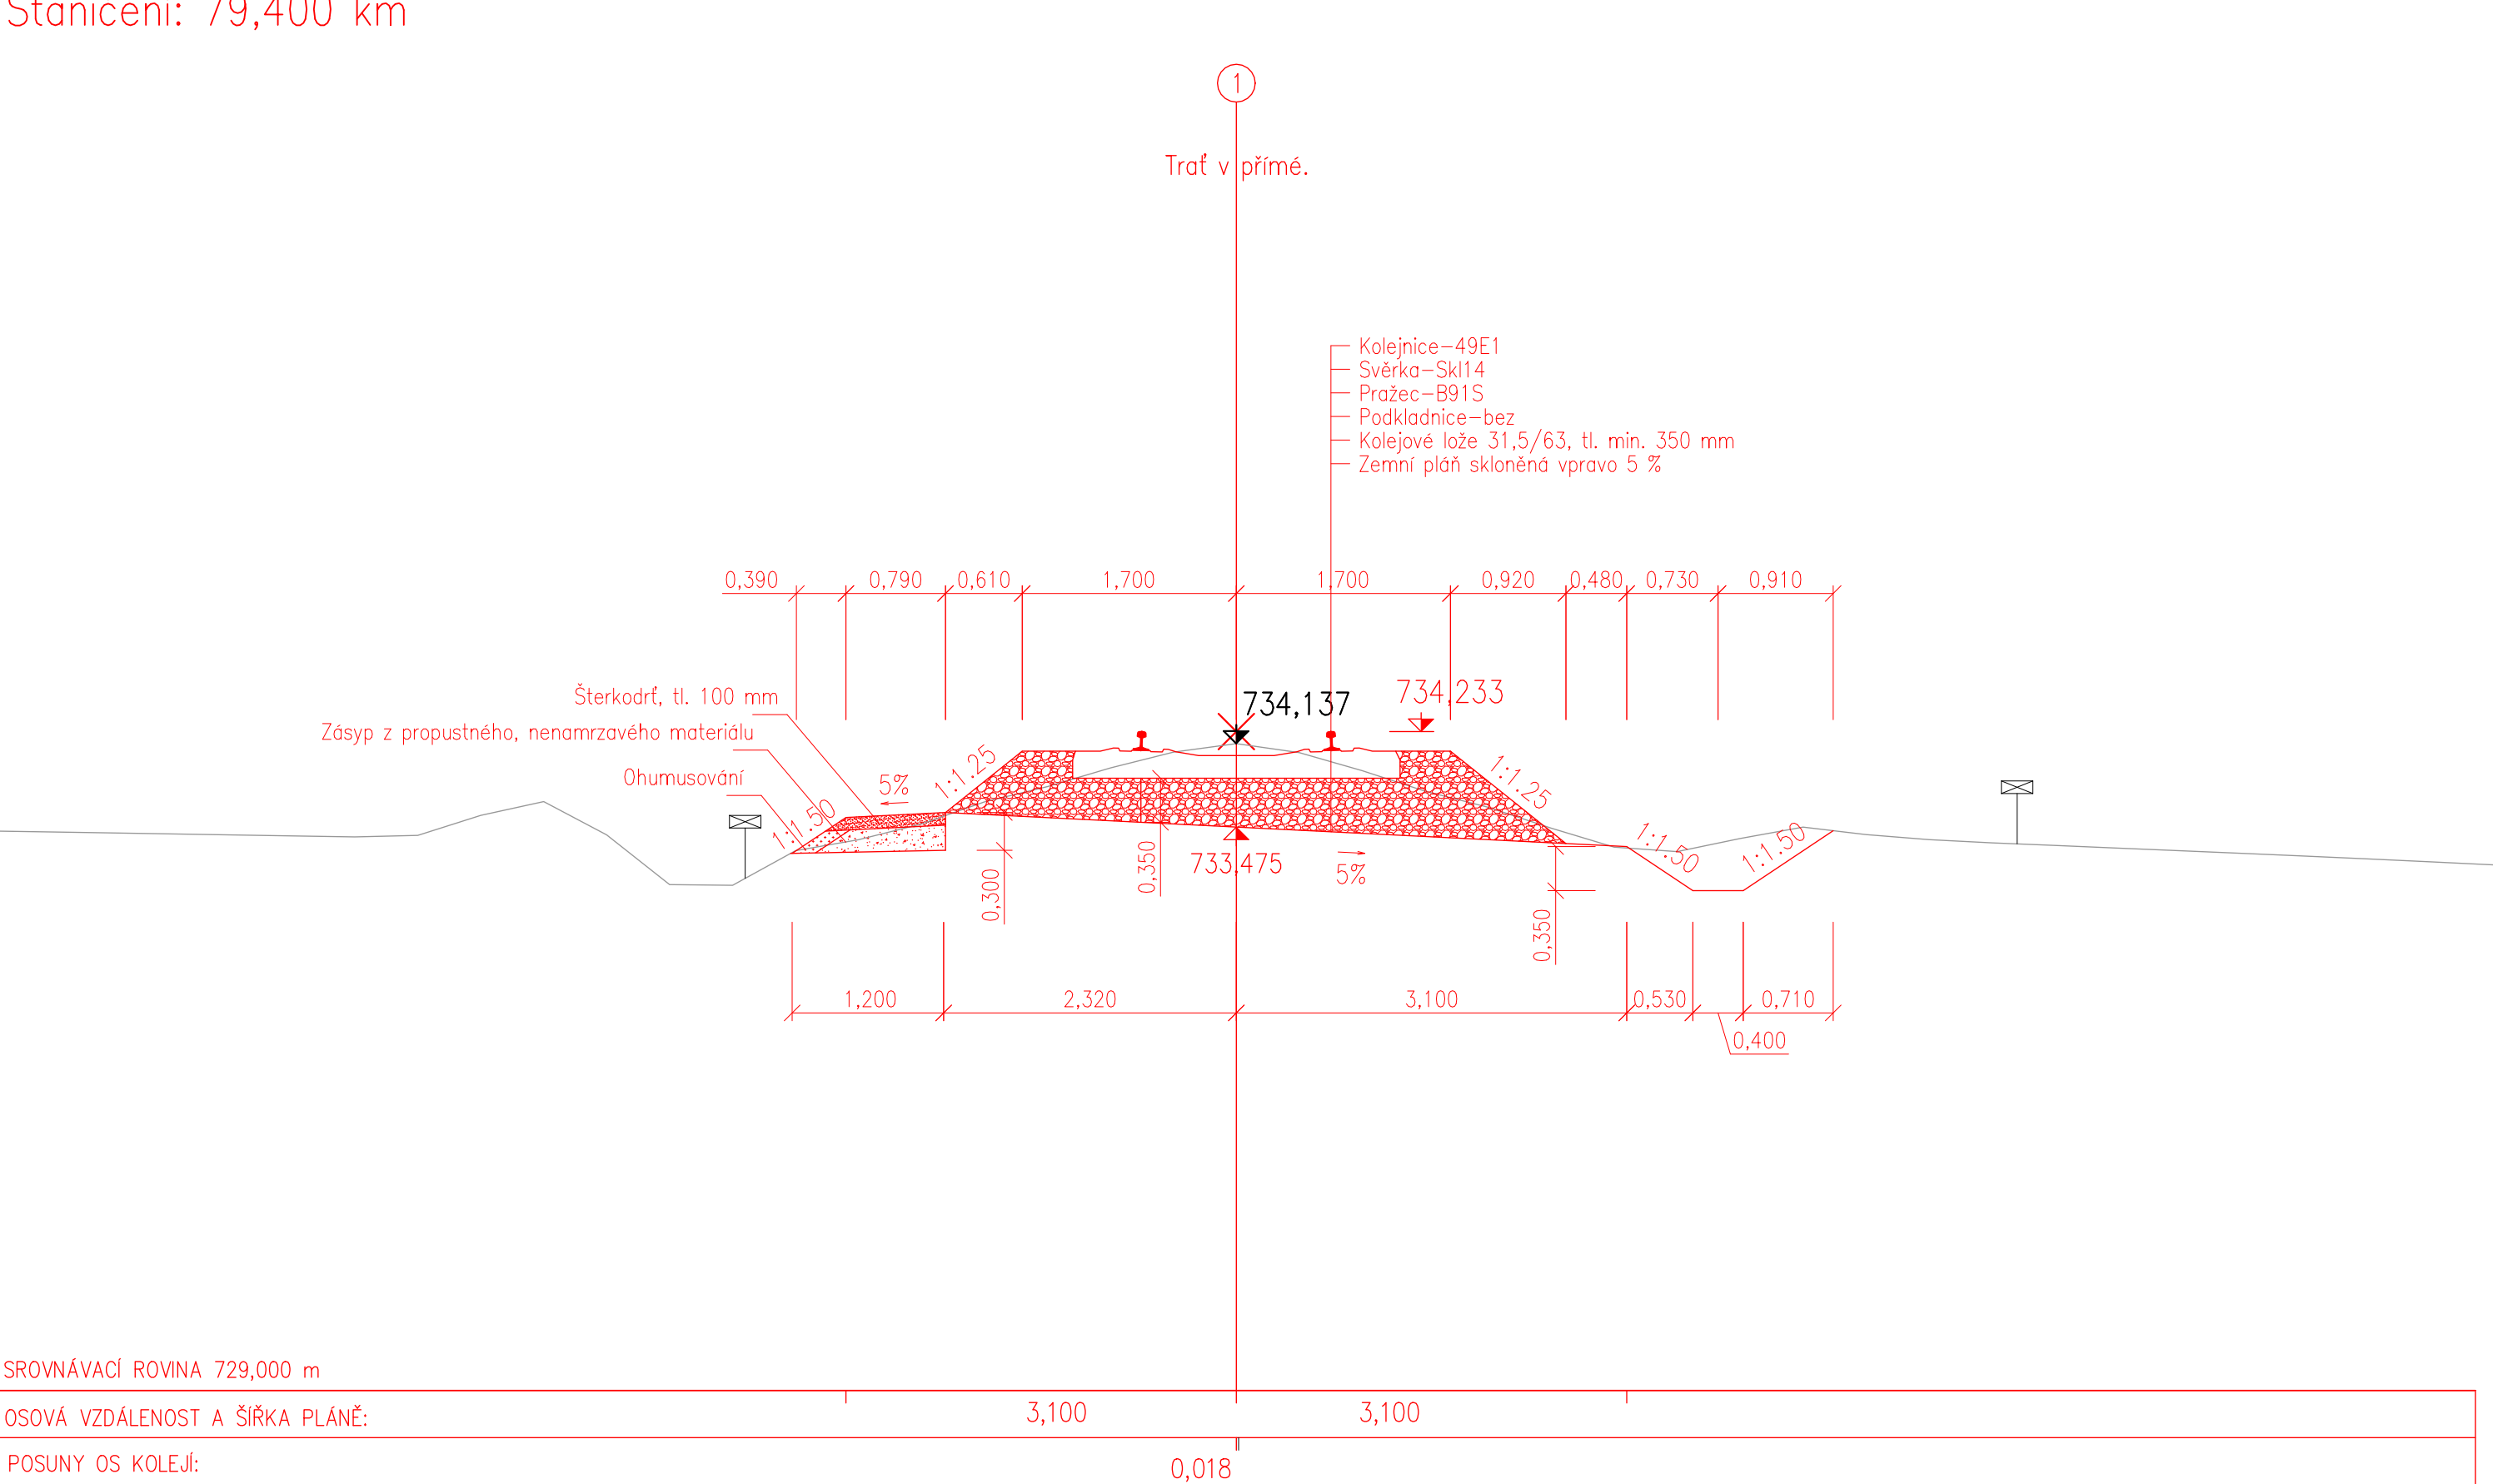 Staničení: 79,400 km
1
Trať v přímé.
Kolejnice-49E1
Svěrka-Skl14
Pražec-B91S
Podkladnice-bez
Kolejové lože 31,5/63, tl. min. 350 mm
Zemní pláň skloněná vpravo 5 %
0,390 0,790 0,610 1,700 1,700 0,920 0,480 0,730 0,910
Šterkodrť, tl. 100 mm
734,137
734,233
Zásyp z propustného, nenamrzavého materiálu
Ohumusování
5%
1:1.25
1:1.25
1:1.50
1:1.50
1:1.50
733,475
5%
0,300
0,350
0,350
1,200 2,320 3,100 0,530 0,710
0,400
SROVNÁVACÍ ROVINA 729,000 m
OSOVÁ VZDÁLENOST A ŠÍŘKA PLÁNĚ: 3,100 3,100
POSUNY OS KOLEJÍ: 0,018